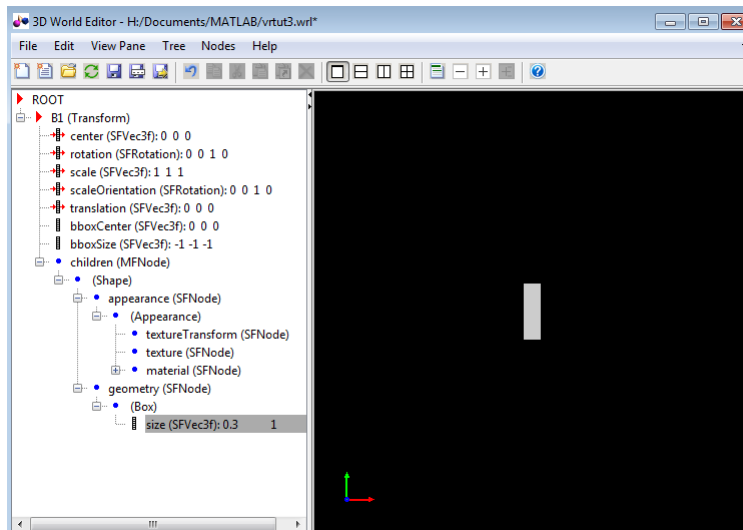 3D World Editor - H:/Documents/MATLAB/vrtut3.wrl*
File Edit View Pane Tree Nodes Help
ROOT
B1 (Transform)
center (SFVec3f): 0 0 0
rotation (SFRotation): 0 0 1 0
scale (SFVec3f): 1 1 1
scaleOrientation (SFRotation): 0 0 1 0
translation (SFVec3f): 0 0 0
bboxCenter (SFVec3f): 0 0 0
bboxSize (SFVec3f): -1 -1 -1
children (MFNode)
(Shape)
appearance (SFNode)
(Appearance)
textureTransform (SFNode)
texture (SFNode)
material (SFNode)
geometry (SFNode)
(Box)
size (SFVec3f): 0.3 1